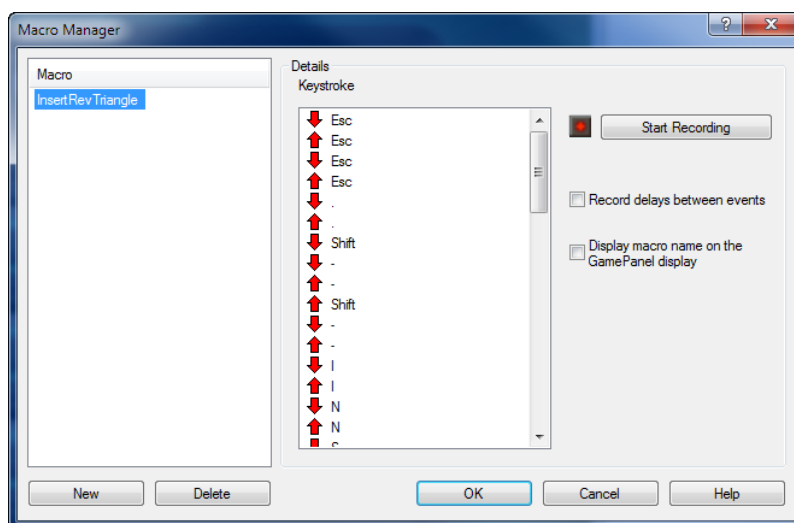 Macro Manager
?
X
Macro
InsertRevTriangle
Details
Keystroke
Esc
Esc
Esc
Esc
.
.
Shift
-
-
Shift
-
-
I
I
N
N
S
Start Recording
Record delays between events
Display macro name on the
GamePanel display
New
Delete
OK
Cancel
Help